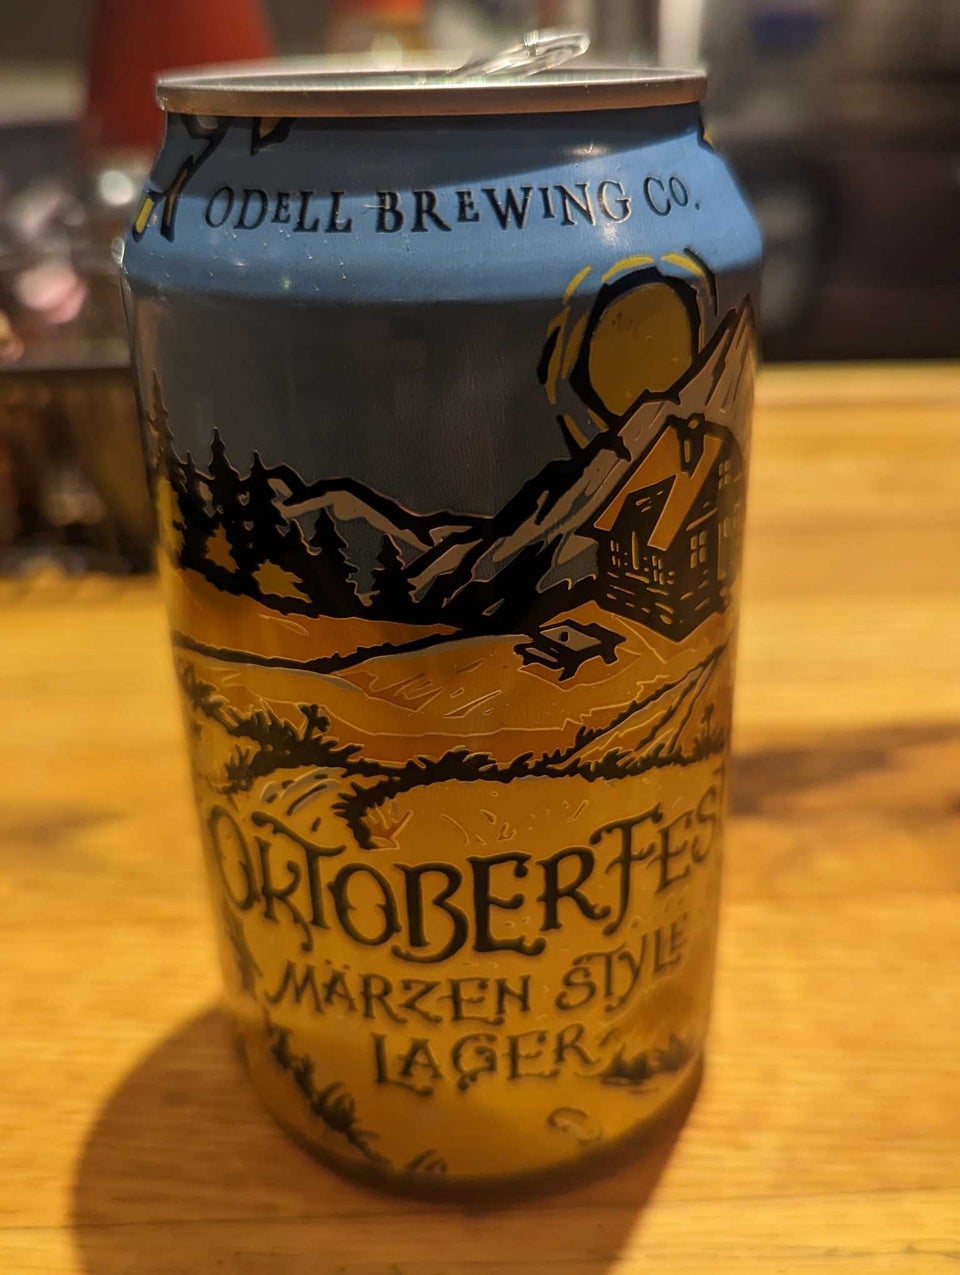 ODELL BREWING CO.
OKTOBERFEST
MÄRZEN STYLE
LAGER